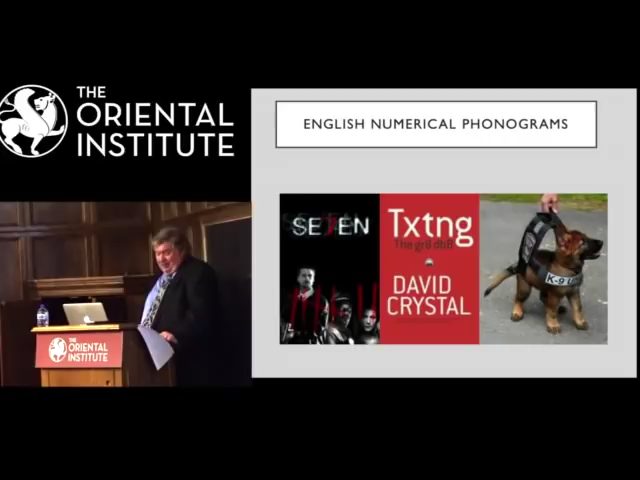 THE
ORIENTAL
INSTITUTE
ENGLISH NUMERICAL PHONOGRAMS
SE7EN
Txtng
The gr8 db8
DAVID
CRYSTAL
K-9
THE
ORIENTAL
INSTITUTE